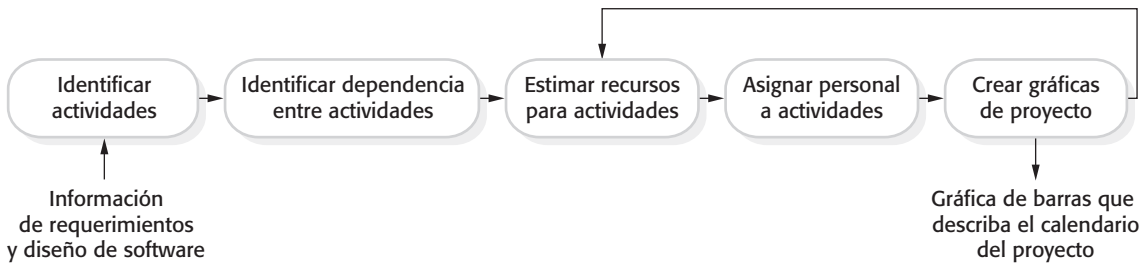 Identificar
actividades
Identificar dependencia
entre actividades
Estimar recursos
para actividades
Asignar personal
a actividades
Crear gráficas
de proyecto
Información
de requerimientos
y diseño de software
Gráfica de barras que
describa el calendario
del proyecto